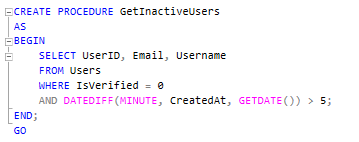 CREATE PROCEDURE GetInactiveUsers
AS
BEGIN
    SELECT UserID, Email, Username
    FROM Users
    WHERE IsVerified = 0
    AND DATEDIFF(MINUTE, CreatedAt, GETDATE()) > 5;
END;
GO